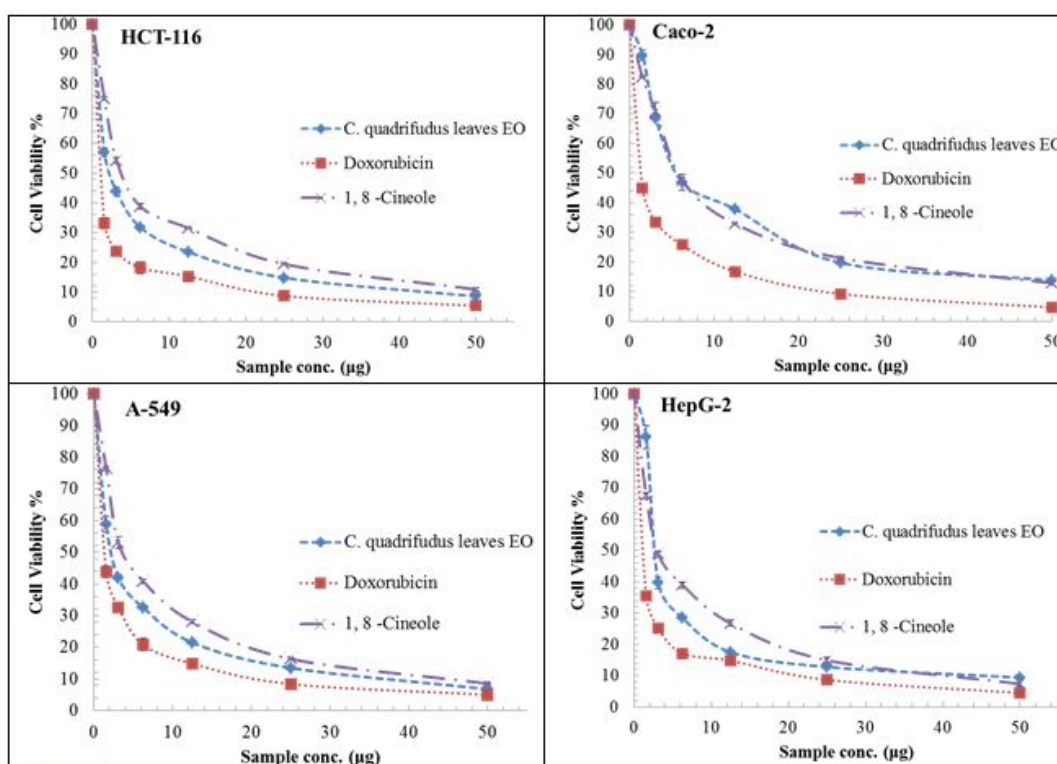 HCT-116
100
90
80
70
60
50
40
30
20
10
0
Cell Viability %
C. quadrifudus leaves EO
Doxorubicin
1, 8 -Cineole
0 10 20 30 40 50
Sample conc. (µg)
Caco-2
100
90
80
70
60
50
40
30
20
10
0
Cell Viability %
C. quadrifudus leaves EO
Doxorubicin
1, 8 -Cineole
0 10 20 30 40 50
Sample conc. (µg)
A-549
100
90
80
70
60
50
40
30
20
10
0
Cell Viability %
C. quadrifudus leaves EO
Doxorubicin
1, 8 -Cineole
0 10 20 30 40 50
Sample conc. (µg)
HepG-2
100
90
80
70
60
50
40
30
20
10
0
Cell Viability %
C. quadrifudus leaves EO
Doxorubicin
1, 8 -Cineole
0 10 20 30 40 50
Sample conc. (µg)